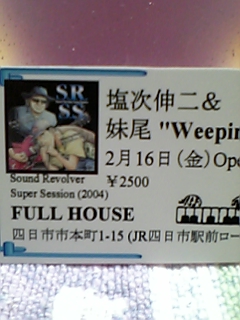 S.R.
S.S.
塩次伸二&
妹尾 "Weepin
2月16日(金)Ope
¥2500
Sound Revolver
Super Session (2004)
FULL HOUSE
四日市市本町1-15 (JR四日市駅前ロー